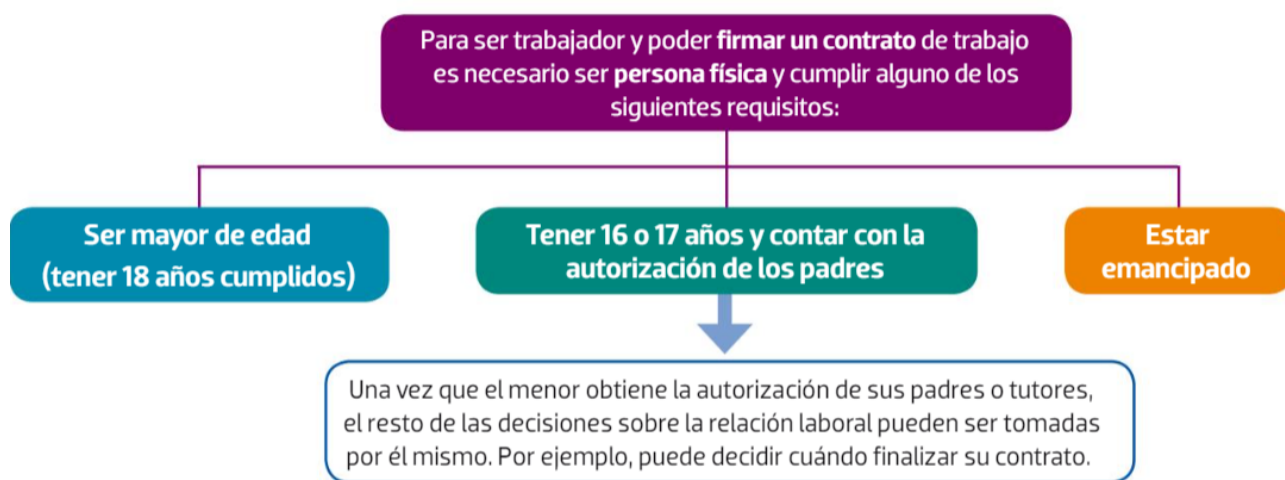 Para ser trabajador y poder firmar un contrato de trabajo
es necesario ser persona física y cumplir alguno de los
siguientes requisitos:
Ser mayor de edad
(tener 18 años cumplidos)
Tener 16 o 17 años y contar con la
autorización de los padres
Estar
emancipado
Una vez que el menor obtiene la autorización de sus padres o tutores,
el resto de las decisiones sobre la relación laboral pueden ser tomadas
por él mismo. Por ejemplo, puede decidir cuándo finalizar su contrato.